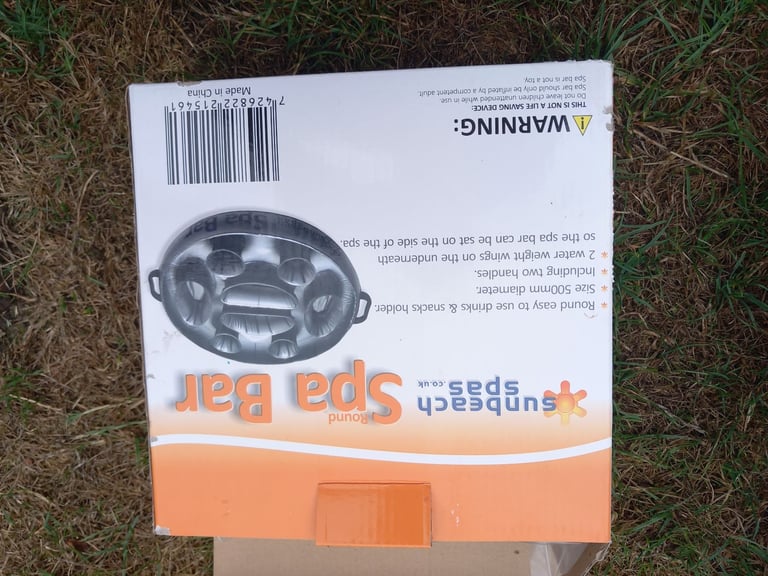 sunbeach
spas.co.uk
Round
Spa Bar
* Round easy to use drinks & snacks holder.
* Size 500mm diameter.
* Including two handles.
* 2 water weight wings on the underneath
so the spa bar can be sat on the side of the spa.
Spa Bar
WARNING:
THIS IS NOT A LIFE SAVING DEVICE:
Do not leave children unattended while in use.
Spa bar should only be inflated by a competent adult.
Spa bar is not a toy.
7 426822 215461
Made in China